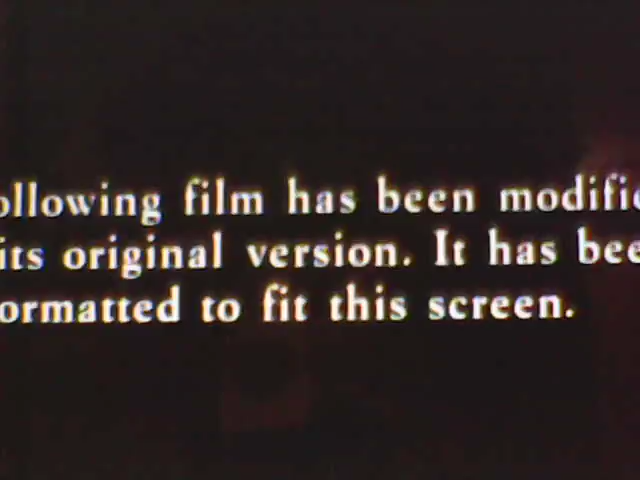 ollowing film has been modifie
its original version. It has bee
ormatted to fit this screen.